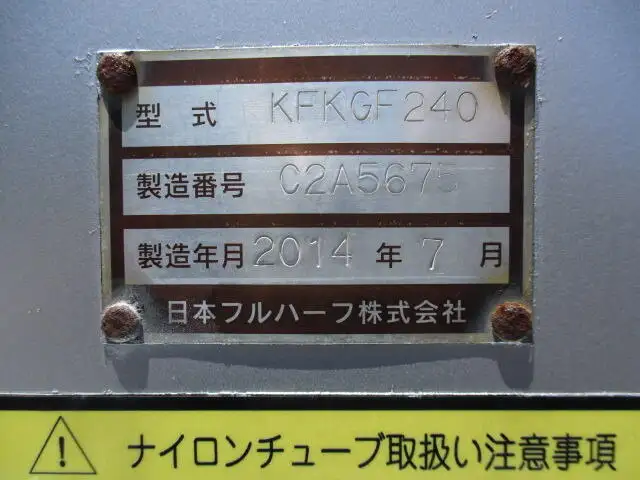 型式 KFKGF240
製造番号 C2A5675
製造年月 2014 年 7 月
日本フルハーフ株式会社
ナイロンチューブ取扱い注意事項